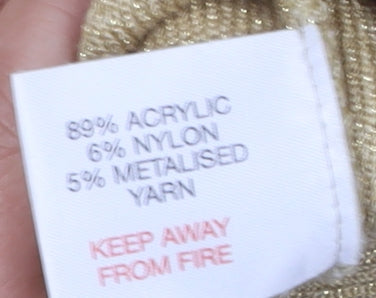 89% ACRYLIC
6% NYLON
5% METALISED
YARN
KEEP AWAY
FROM FIRE